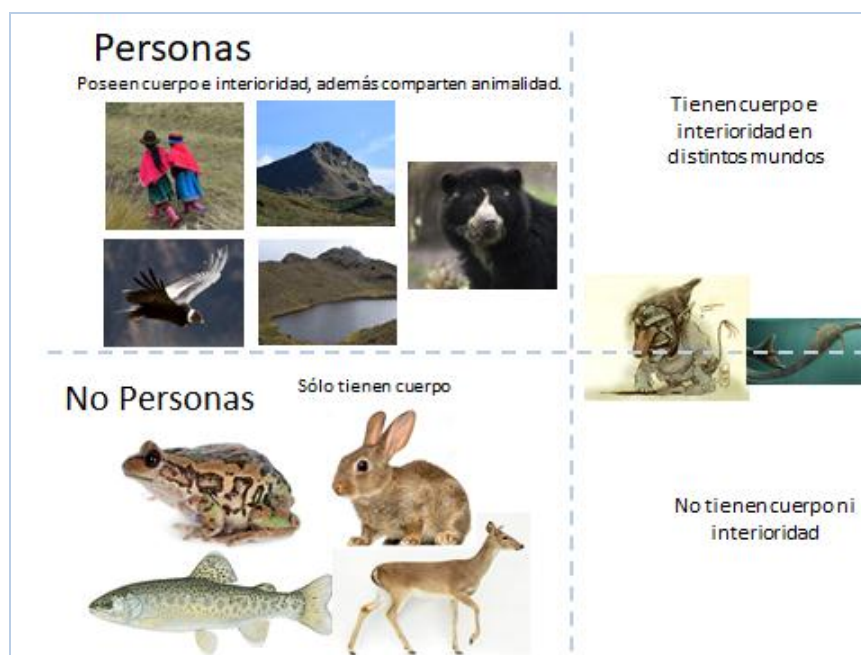 Personas
Poseen cuerpo e interioridad, además comparten animalidad.
Tienen cuerpo e
interioridad en
distintos mundos
No Personas
Sólo tienen cuerpo
No tienen cuerpo ni
interioridad